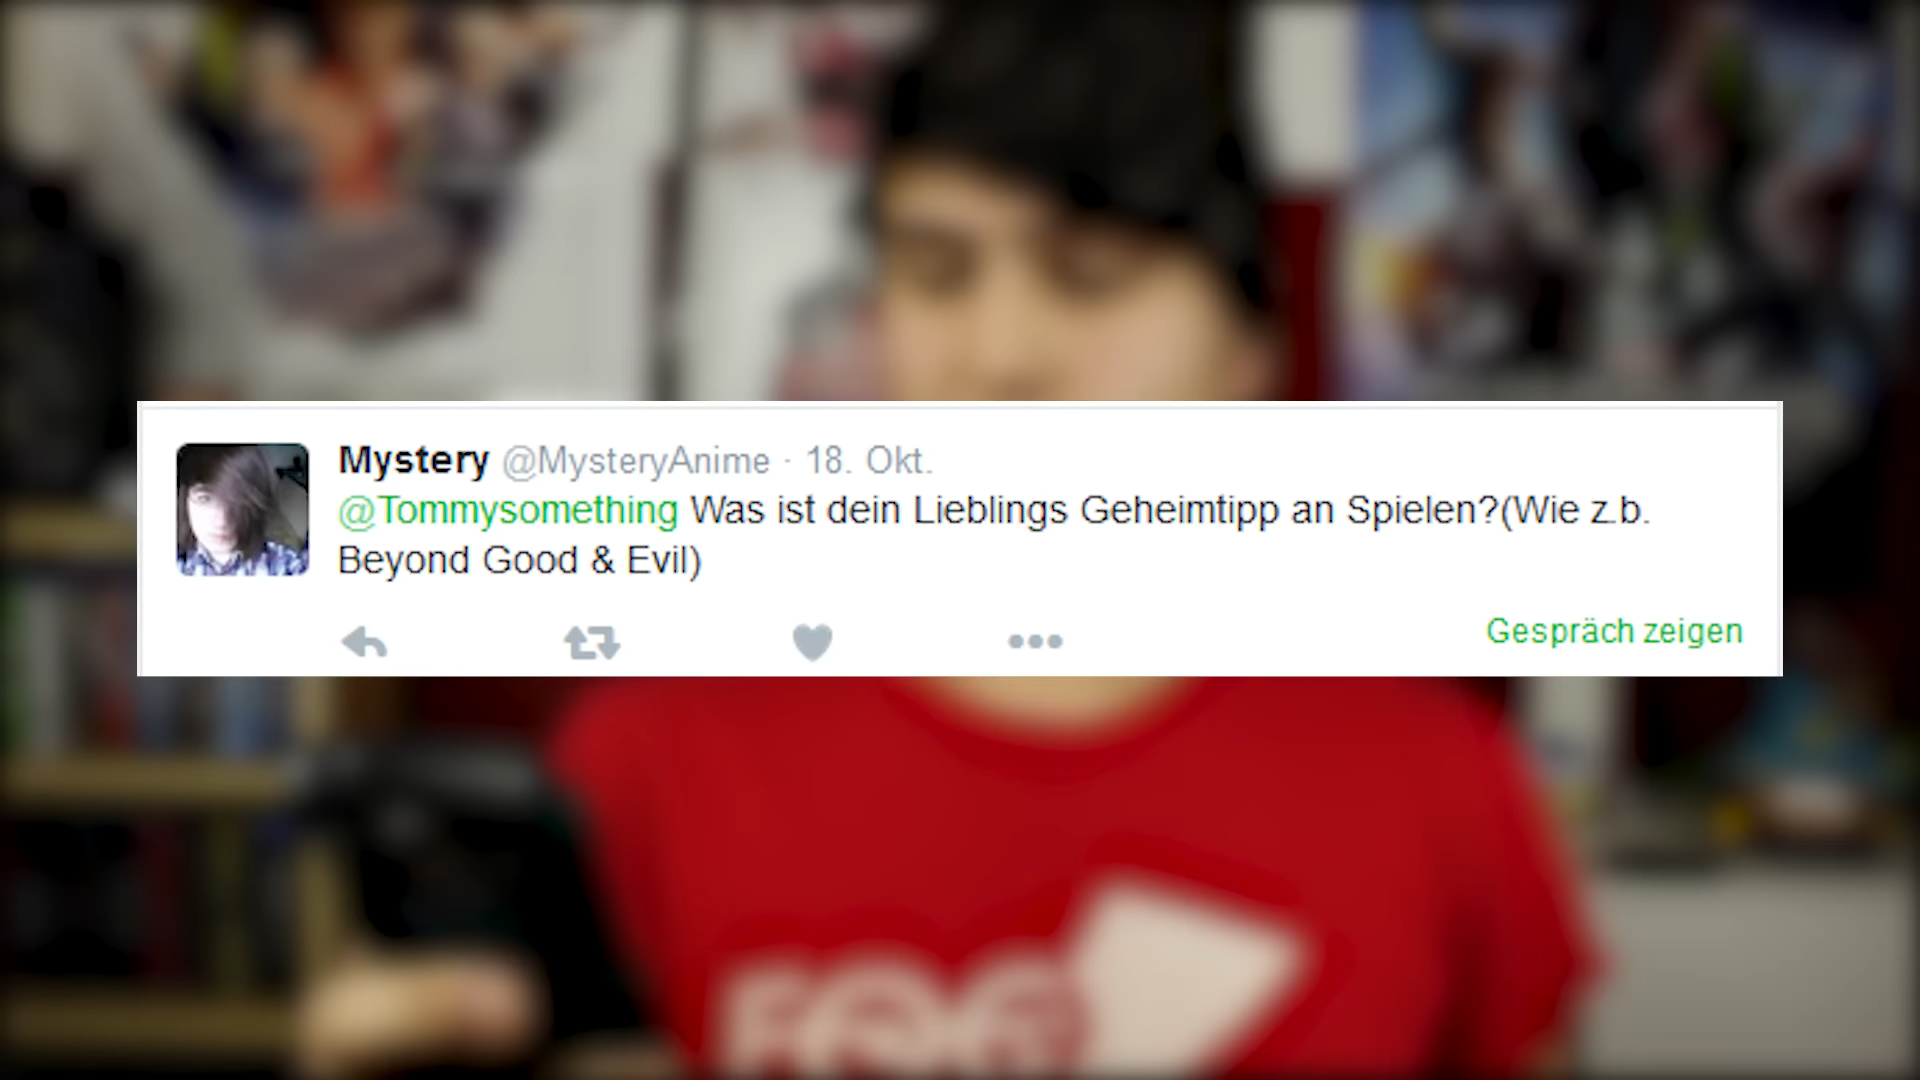 Mystery @MysteryAnime · 18. Okt.
@Tommysomething Was ist dein Lieblings Geheimtipp an Spielen?(Wie z.b.
Beyond Good & Evil)
Gespräch zeigen